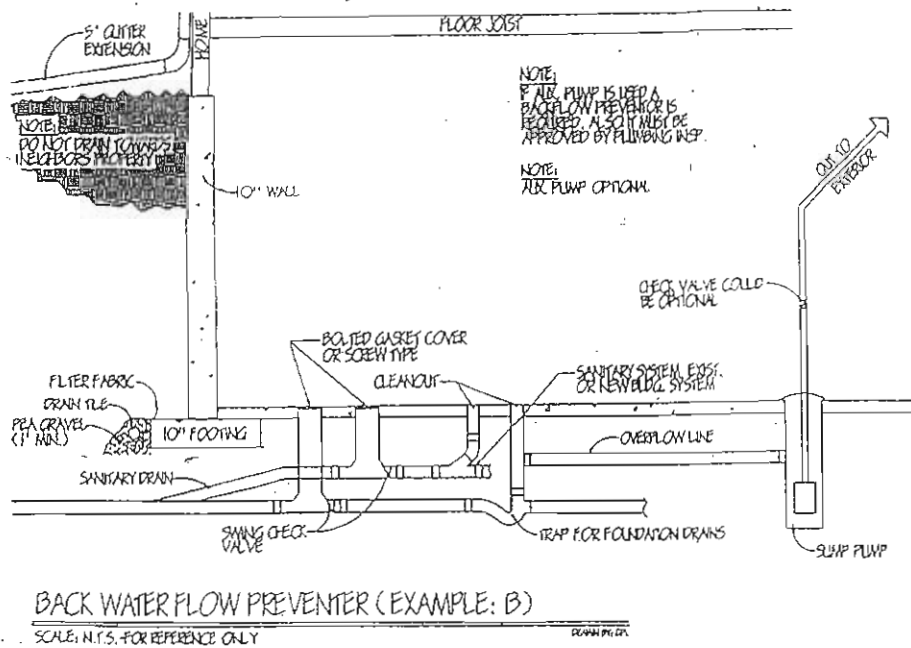 5" GUTTER
EXTENSION
HOME
FLOOR JOIST
NOTE:
DO NOT DRAIN TOWARDS
NEIGHBORS PROPERTY
10" WALL
NOTE:
IF AUX. PUMP IS USED A
BACKFLOW PREVENTOR IS
REQUIRED. ALSO IT MUST BE
APPROVED BY PLUMBING INSP.
NOTE:
AUX. PUMP OPTIONAL
OUT TO
EXTERIOR
CHECK VALVE COULD
BE OPTIONAL
BOLTED GASKET COVER
OR SCREW TYPE
CLEANOUT
SANITARY SYSTEM, EXIST.
OR NEW BLDG. SYSTEM
FILTER FABRIC
DRAIN TILE
PEA GRAVEL
(1' MIN.)
10" FOOTING
OVERFLOW LINE
SANITARY DRAIN
SWING CHECK
VALVE
TRAP FOR FOUNDATION DRAINS
SUMP PUMP
BACK WATER FLOW PREVENTER (EXAMPLE: B)
SCALE: N.T.S. FOR REFERENCE ONLY